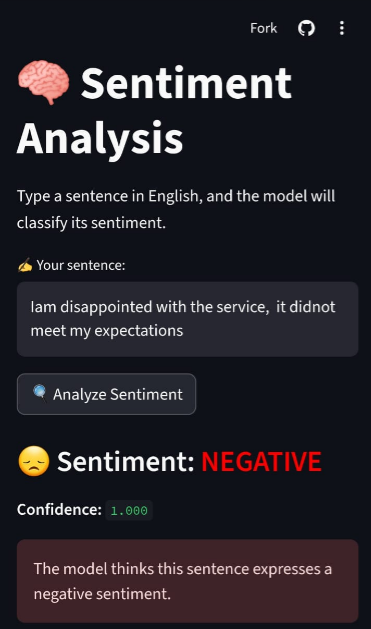 Fork
🧠 Sentiment
Analysis
Type a sentence in English, and the model will
classify its sentiment.
✍️ Your sentence:
Iam disappointed with the service,  it didnot
meet my expectations
Analyze Sentiment
😞 Sentiment: NEGATIVE
Confidence: 1.000
The model thinks this sentence expresses a
negative sentiment.